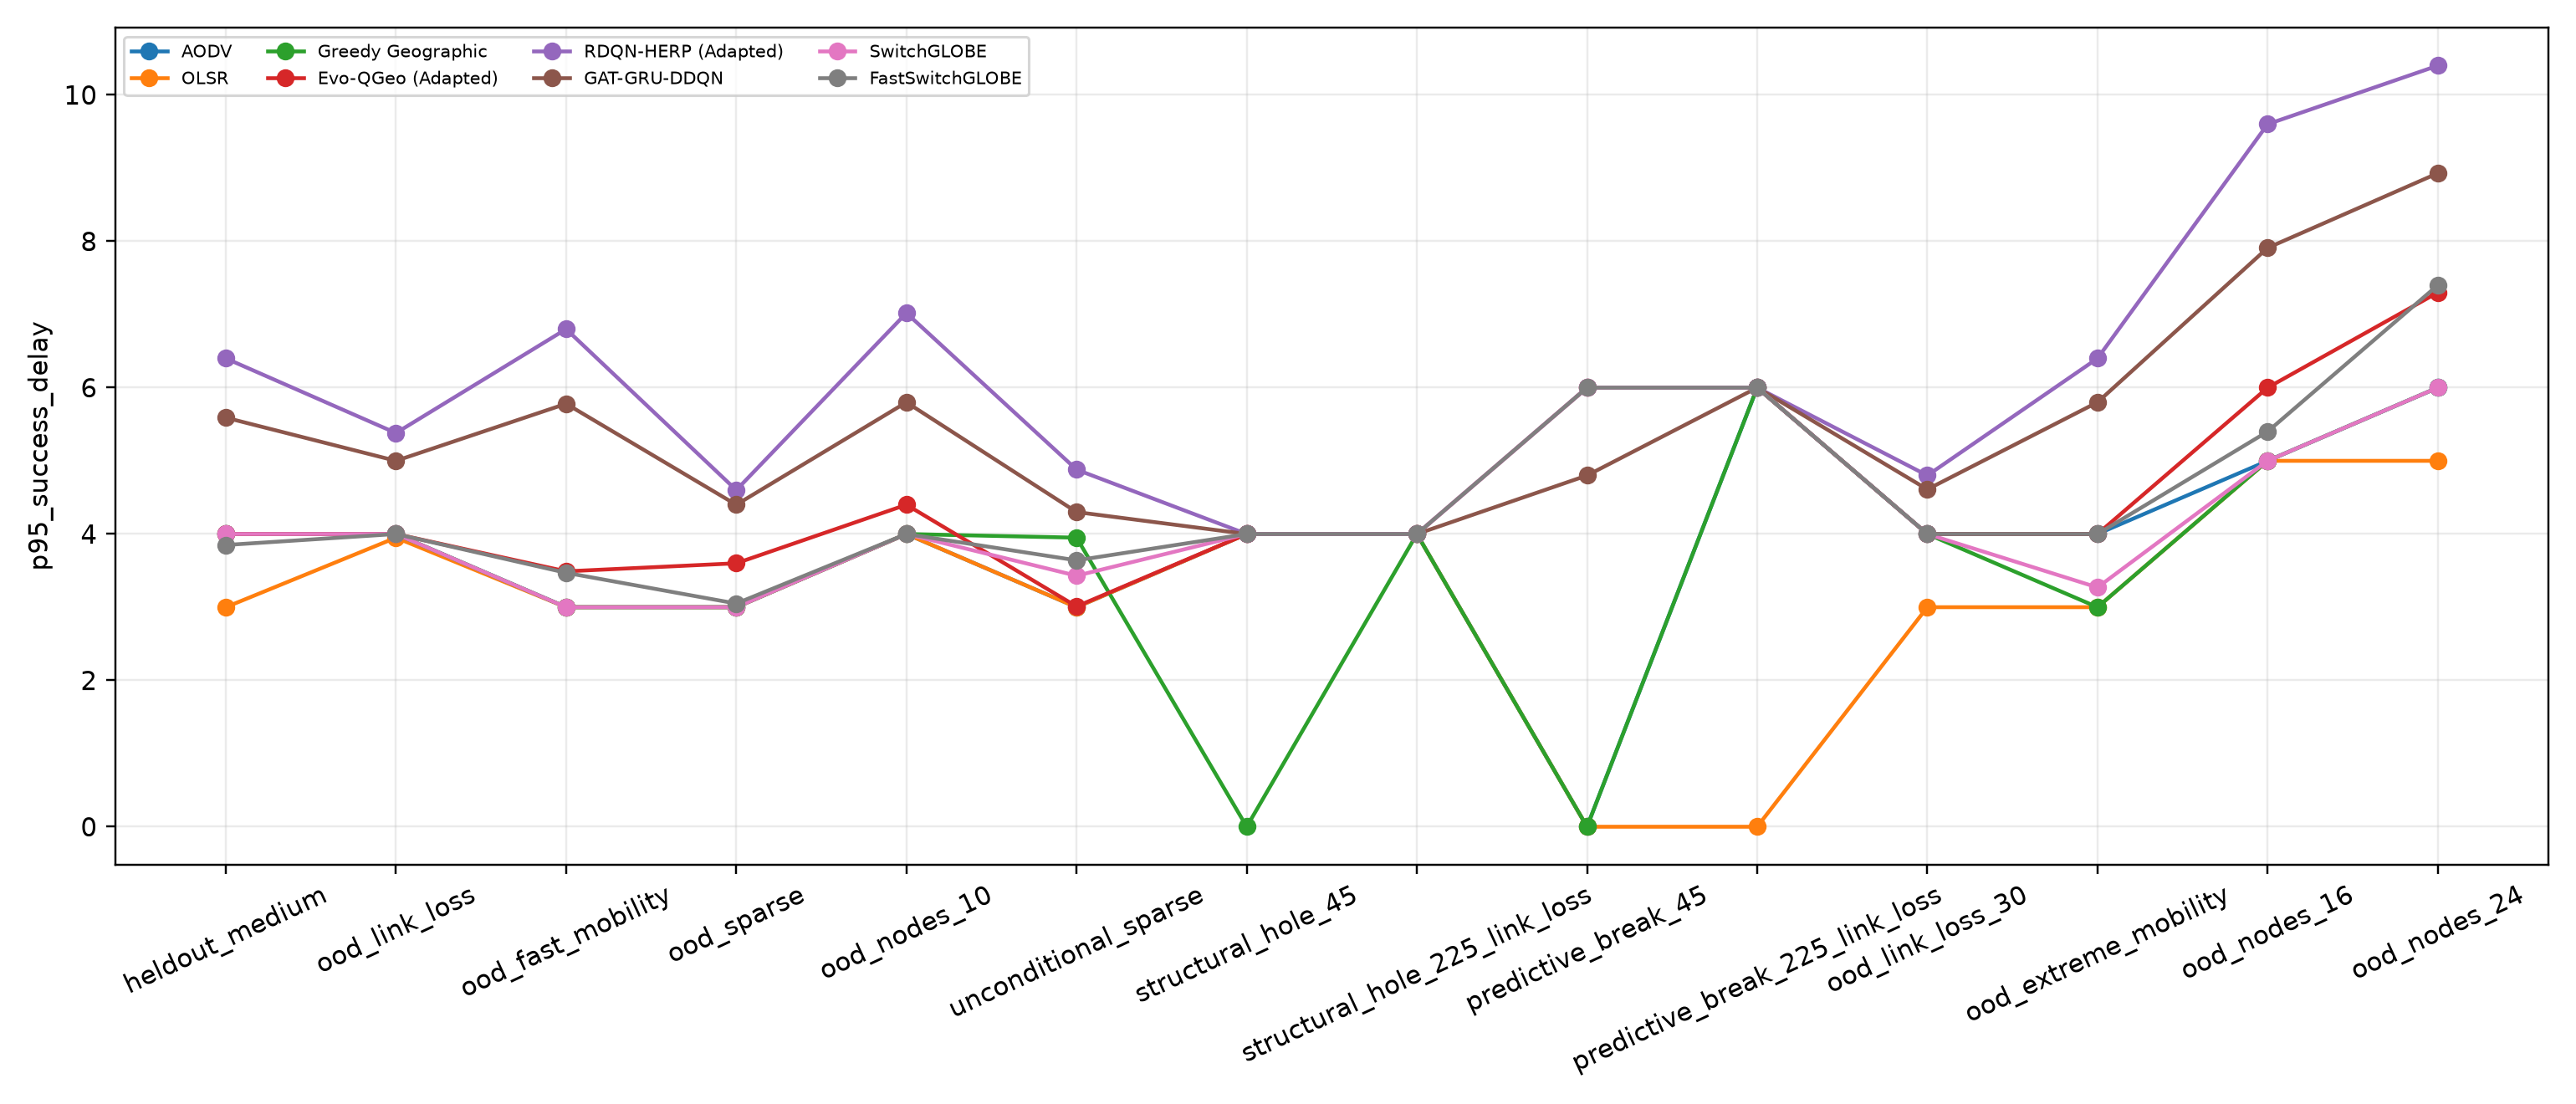 AODV
OLSR
Greedy Geographic
Evo-QGeo (Adapted)
RDQN-HERP (Adapted)
GAT-GRU-DDQN
SwitchGLOBE
FastSwitchGLOBE
p95_success_delay
10
8
6
4
2
0
heldout_medium
ood_link_loss
ood_fast_mobility
ood_sparse
ood_nodes_10
unconditional_sparse
structural_hole_45
structural_hole_225_link_loss
predictive_break_45
predictive_break_225_link_loss
ood_link_loss_30
ood_extreme_mobility
ood_nodes_16
ood_nodes_24